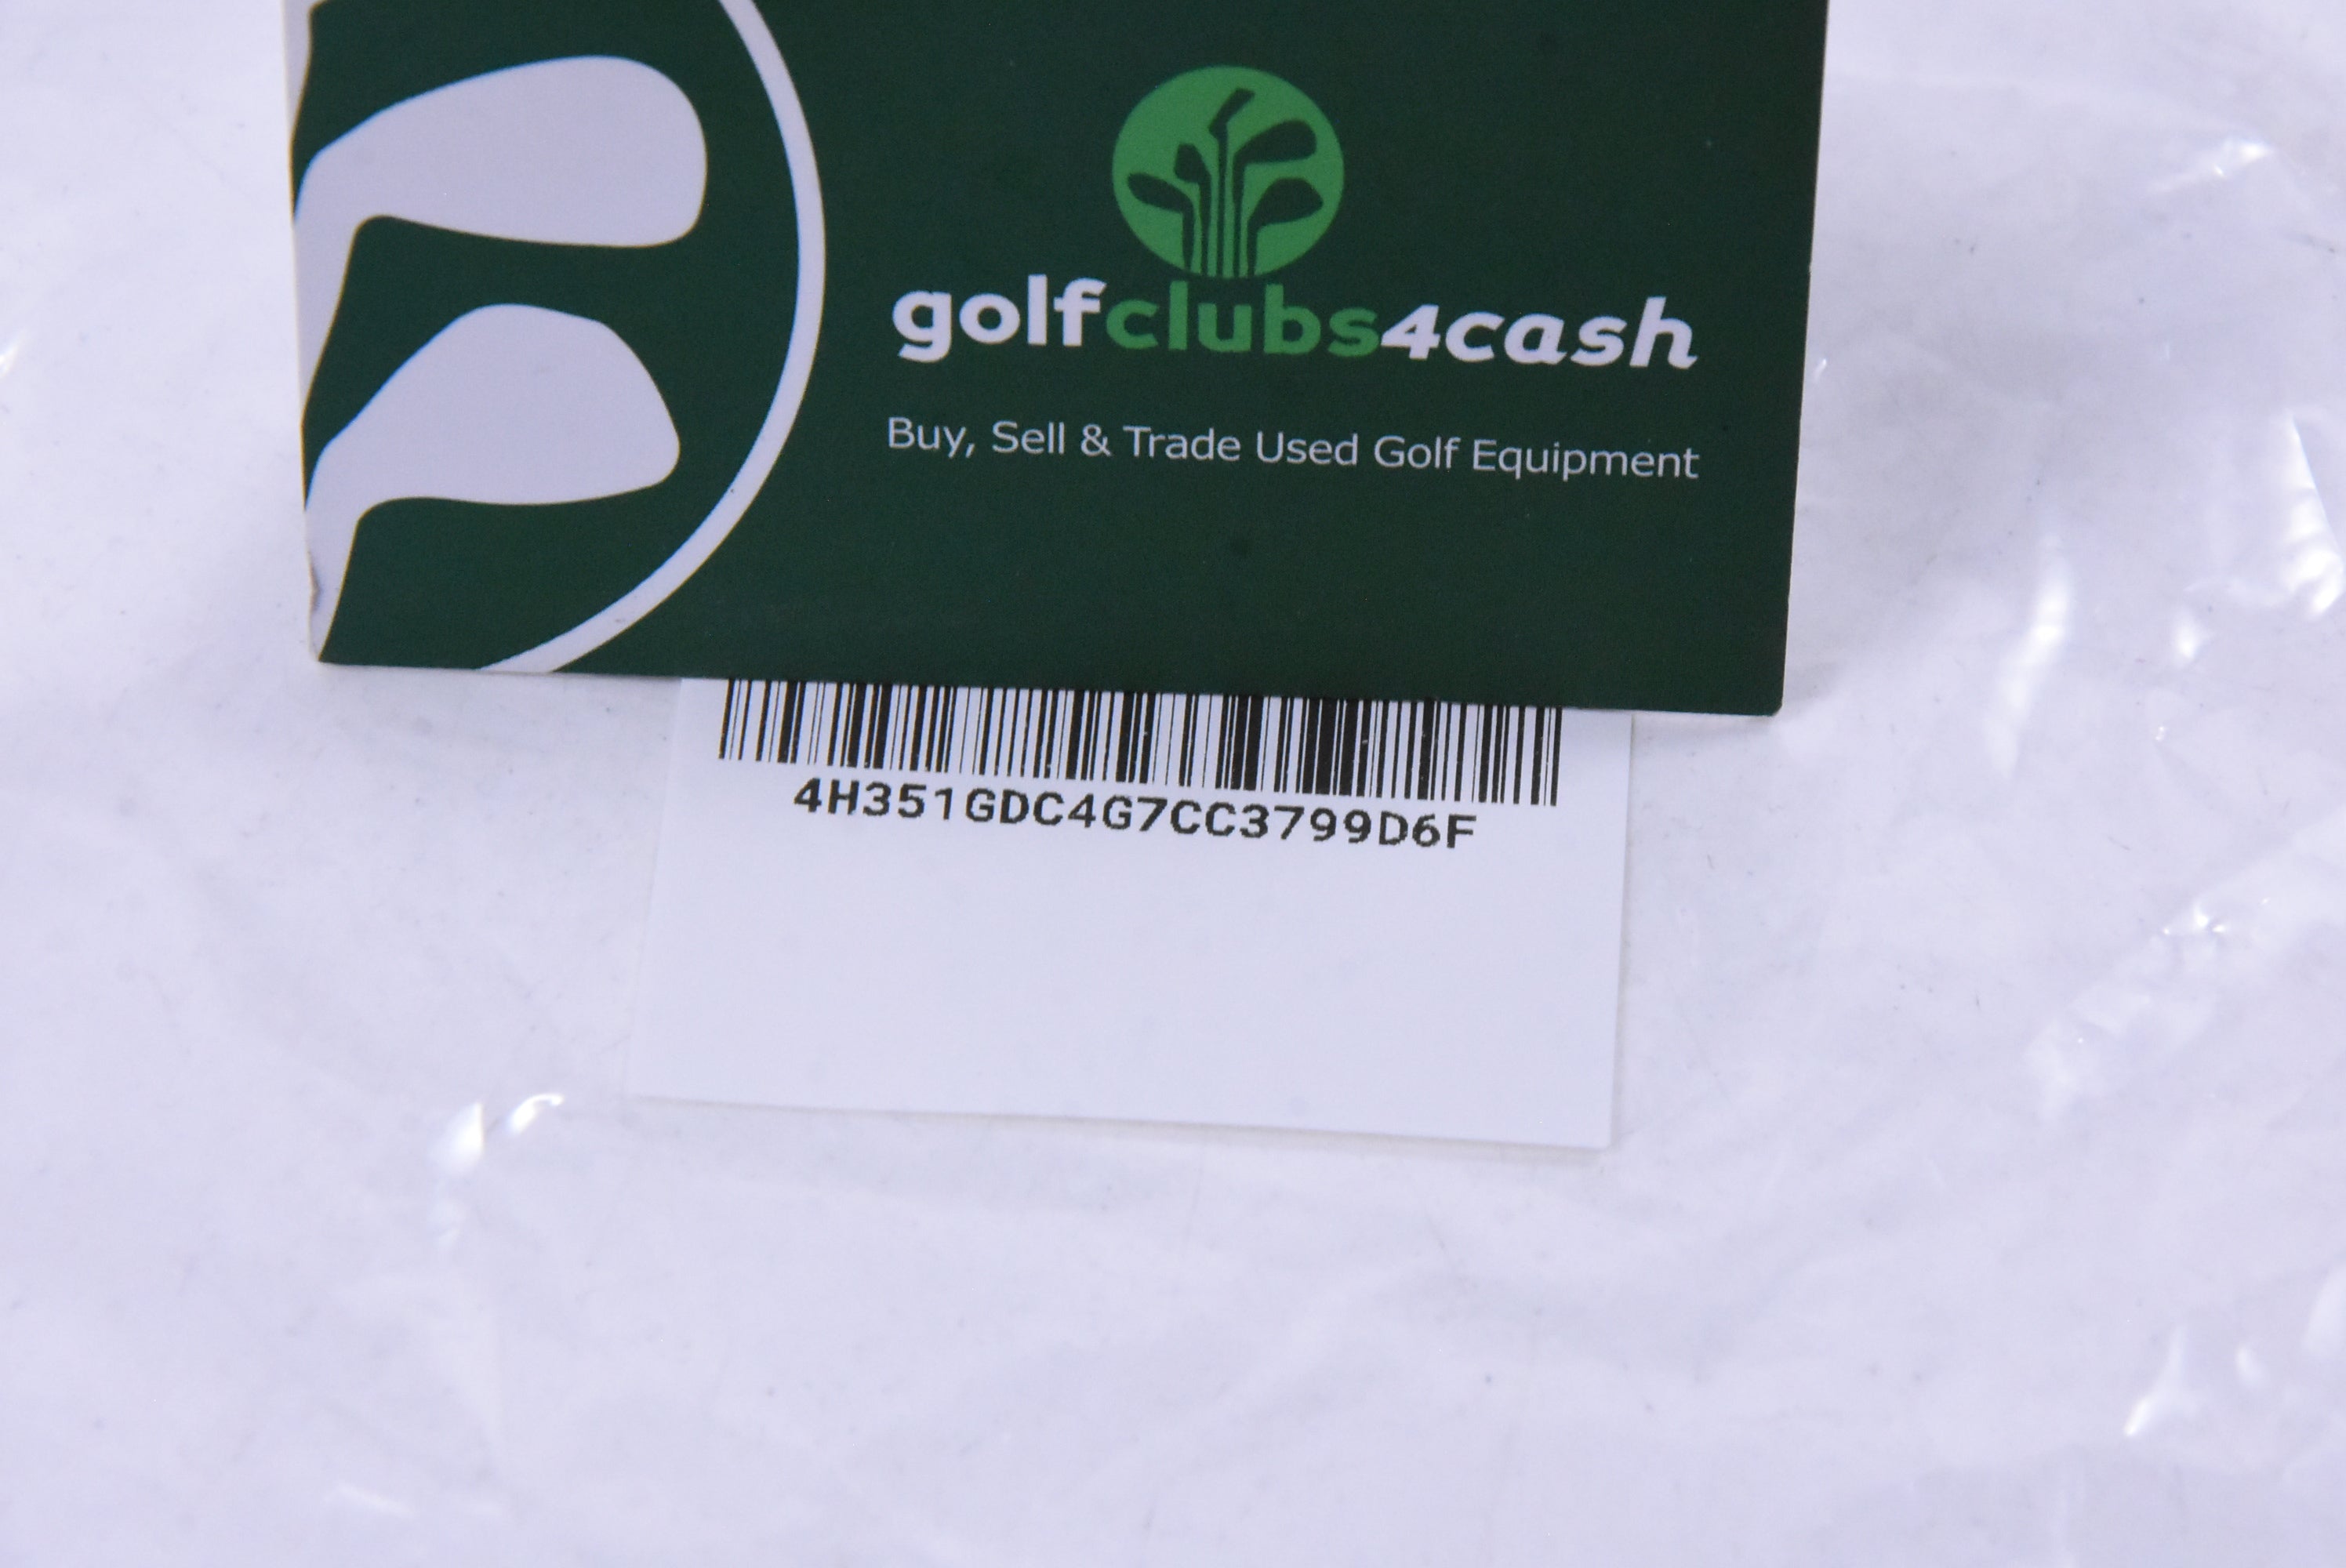 golfclubs4cash
Buy, Sell & Trade Used Golf Equipment
4H351GDC4G7CC3799D6F